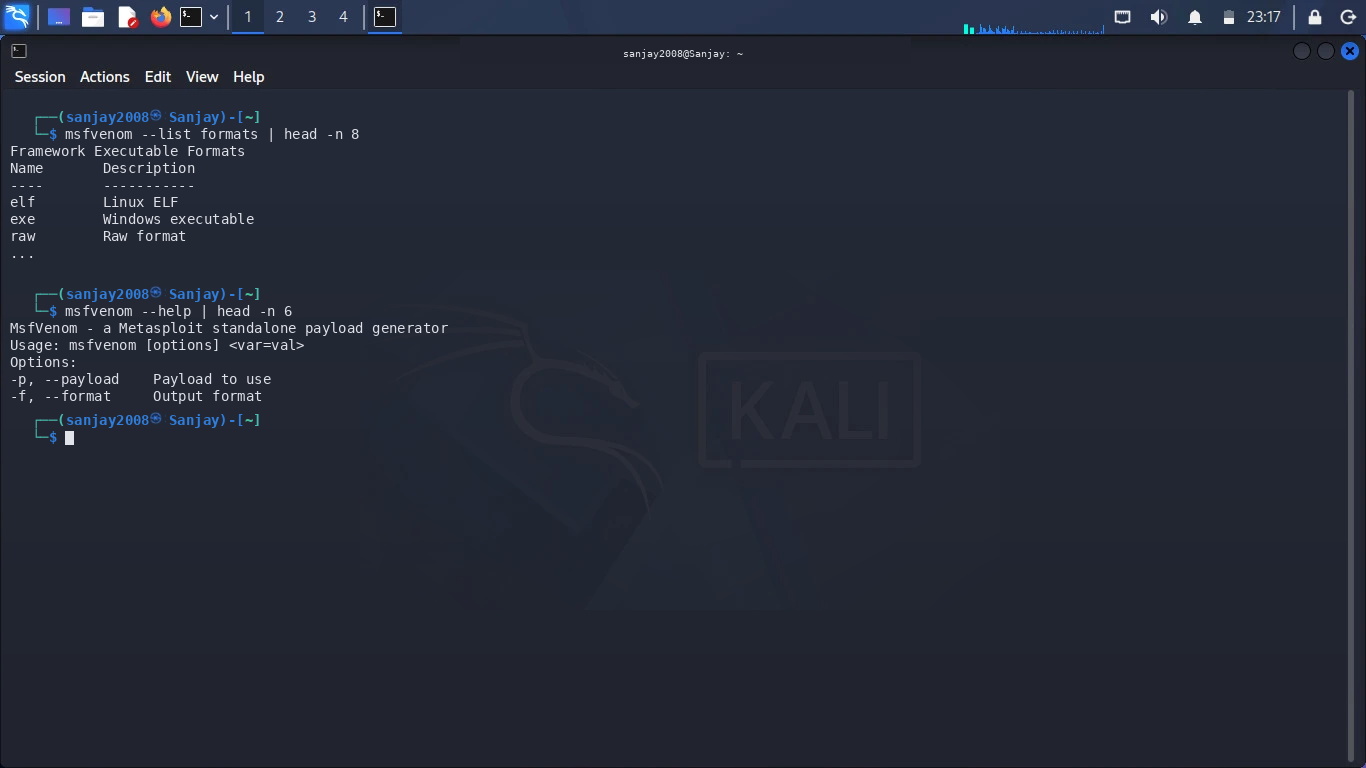 1 2 3 4 23:17
sanjay2008@Sanjay: ~
Session Actions Edit View Help
┌──(sanjay2008㉿ Sanjay)-[~]
└─$ msfvenom --list formats | head -n 8
Framework Executable Formats
Name Description
---- -----------
elf Linux ELF
exe Windows executable
raw Raw format
...
┌──(sanjay2008㉿ Sanjay)-[~]
└─$ msfvenom --help | head -n 6
MsfVenom - a Metasploit standalone payload generator
Usage: msfvenom [options] <var=val>
Options:
-p, --payload Payload to use
-f, --format Output format
┌──(sanjay2008㉿ Sanjay)-[~]
└─$
KALI